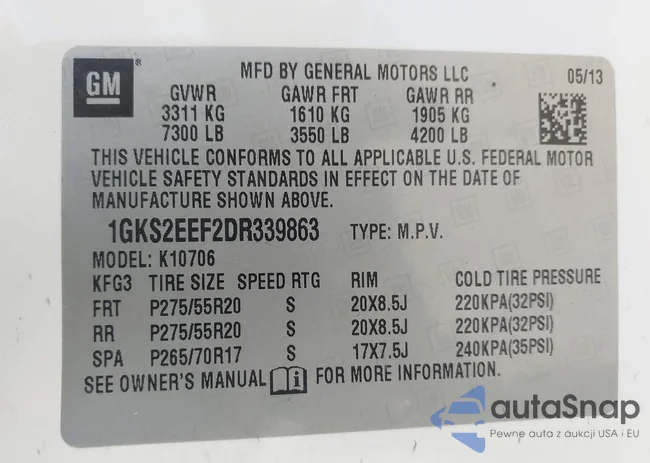 GM
MFD BY GENERAL MOTORS LLC 05/13
GVWR GAWR FRT GAWR RR
3311 KG 1610 KG 1905 KG
7300 LB 3550 LB 4200 LB
THIS VEHICLE CONFORMS TO ALL APPLICABLE U.S. FEDERAL MOTOR
VEHICLE SAFETY STANDARDS IN EFFECT ON THE DATE OF
MANUFACTURE SHOWN ABOVE.
1GKS2EEF2DR339863 TYPE: M.P.V.
MODEL: K10706
KFG3 TIRE SIZE SPEED RTG RIM COLD TIRE PRESSURE
FRT P275/55R20 S 20X8.5J 220KPA(32PSI)
RR P275/55R20 S 20X8.5J 220KPA(32PSI)
SPA P265/70R17 S 17X7.5J 240KPA(35PSI)
SEE OWNER'S MANUAL i FOR MORE INFORMATION.
autaSnap
Pewne auta z aukcji USA i EU